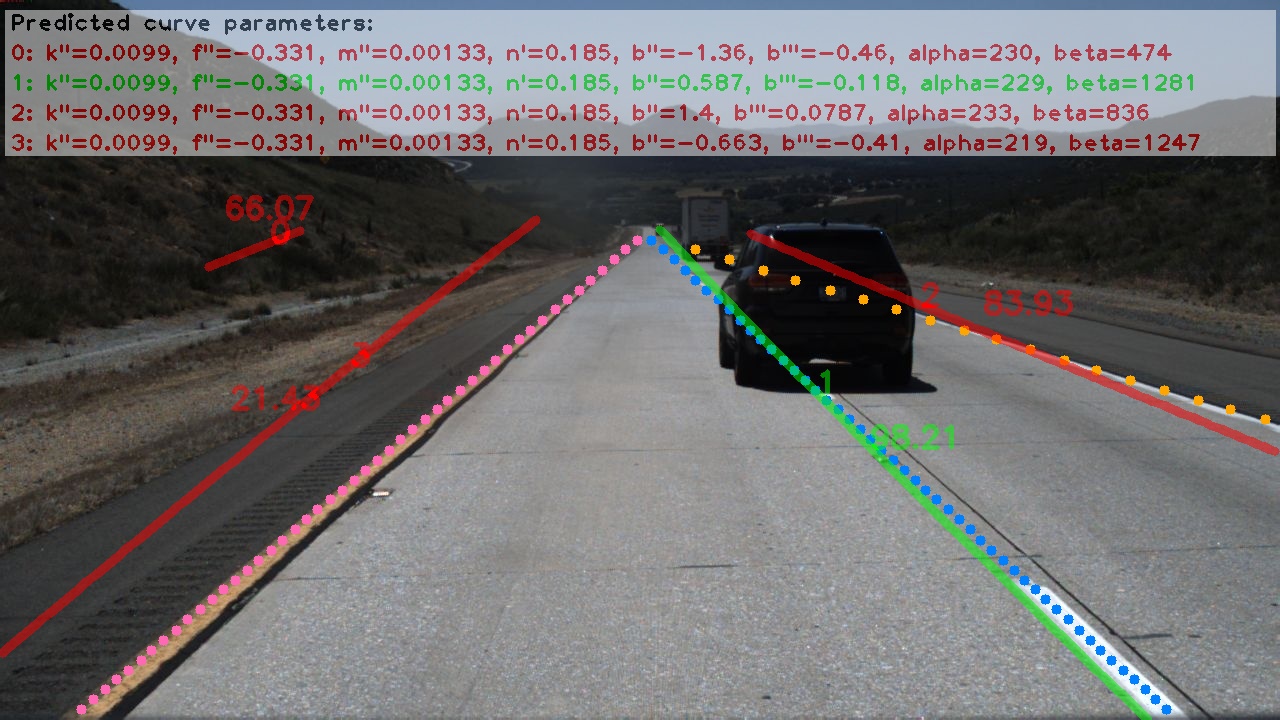 Predicted curve parameters:
0: k''=0.0099, f''=−0.331, m''=0.00133, n'=0.185, b''=−1.36, b'''=−0.46, alpha=230, beta=474
1: k''=0.0099, f''=−0.331, m''=0.00133, n'=0.185, b''=0.587, b'''=−0.118, alpha=229, beta=1281
2: k''=0.0099, f''=−0.331, m''=0.00133, n'=0.185, b''=1.4, b'''=0.0787, alpha=233, beta=836
3: k''=0.0099, f''=−0.331, m''=0.00133, n'=0.185, b''=−0.663, b'''=−0.41, alpha=219, beta=1247
66.07
0
2 83.93
3
1
98.21